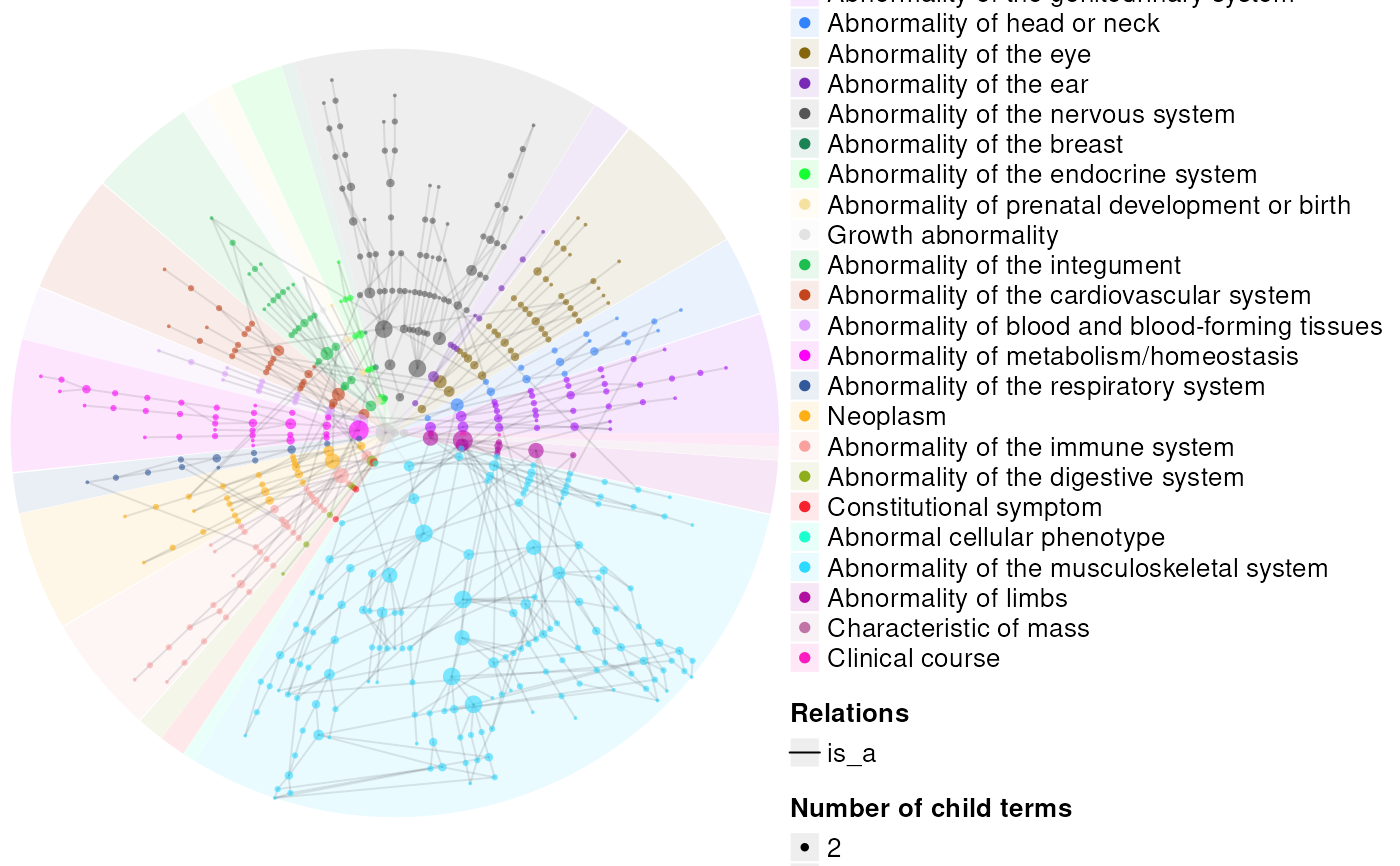 Abnormality of the genitourinary system
Abnormality of head or neck
Abnormality of the eye
Abnormality of the ear
Abnormality of the nervous system
Abnormality of the breast
Abnormality of the endocrine system
Abnormality of prenatal development or birth
Growth abnormality
Abnormality of the integument
Abnormality of the cardiovascular system
Abnormality of blood and blood-forming tissues
Abnormality of metabolism/homeostasis
Abnormality of the respiratory system
Neoplasm
Abnormality of the immune system
Abnormality of the digestive system
Constitutional symptom
Abnormal cellular phenotype
Abnormality of the musculoskeletal system
Abnormality of limbs
Characteristic of mass
Clinical course
Relations
is_a
Number of child terms
2